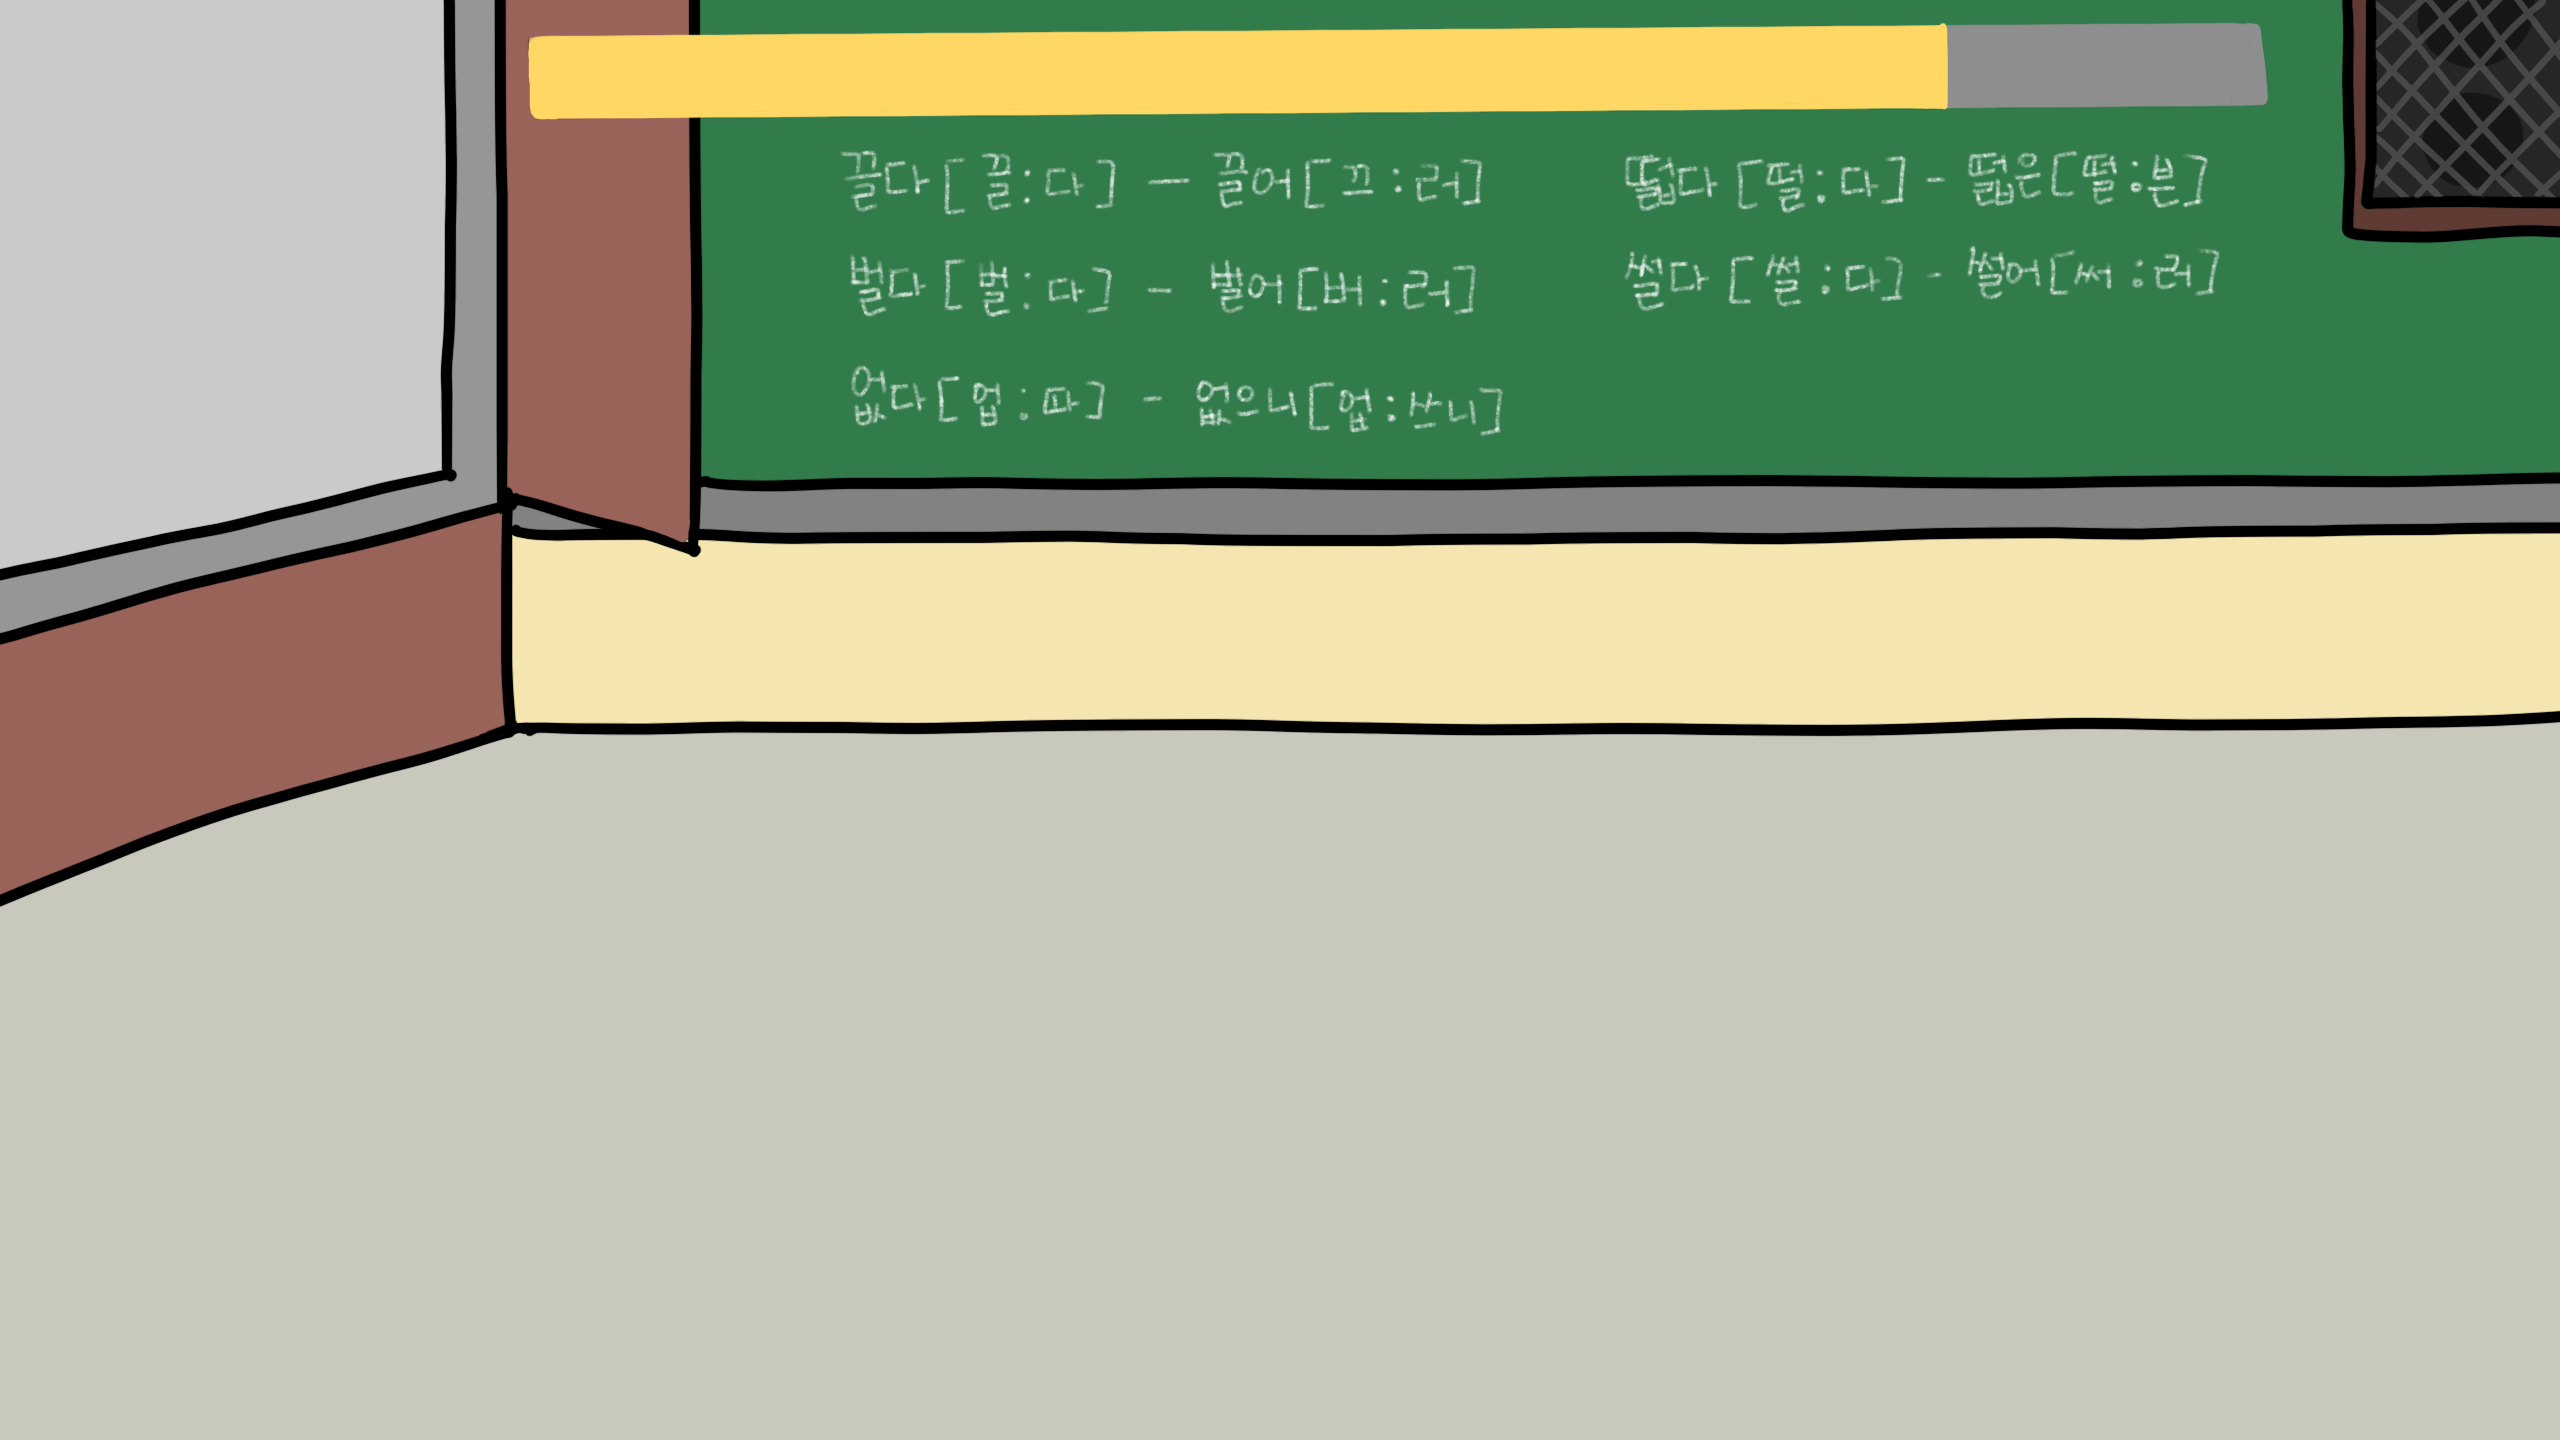 끌다[끌:다] — 끌어[끄:러]
벌다[벌:다] - 벌어[버:러]
없다[업:따] - 없으니[업:쓰니]
떫다[떨:다] - 떫은[떨:븐]
썰다[썰:다] - 썰어[써:러]